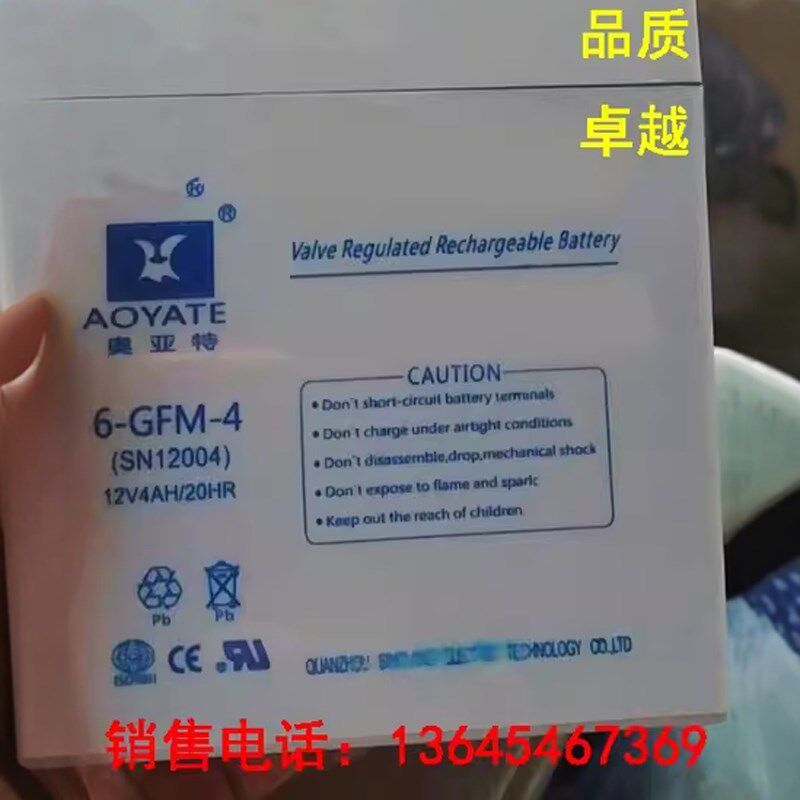 品质
卓越
®
Valve Regulated Rechargeable Battery
AOYATE
奥亚特
6-GFM-4
(SN12004)
12V4AH/20HR
CAUTION
• Don't short-circuit battery terminals
• Don't charge under airtight conditions
• Don't disassemble,drop,mechanical shock
• Don't expose to flame and sparlc
• Keep out the reach of children
Pb
Pb
CE
QUANZHOU TECHNOLOGY CO.,LTD
销售电话：13645467369